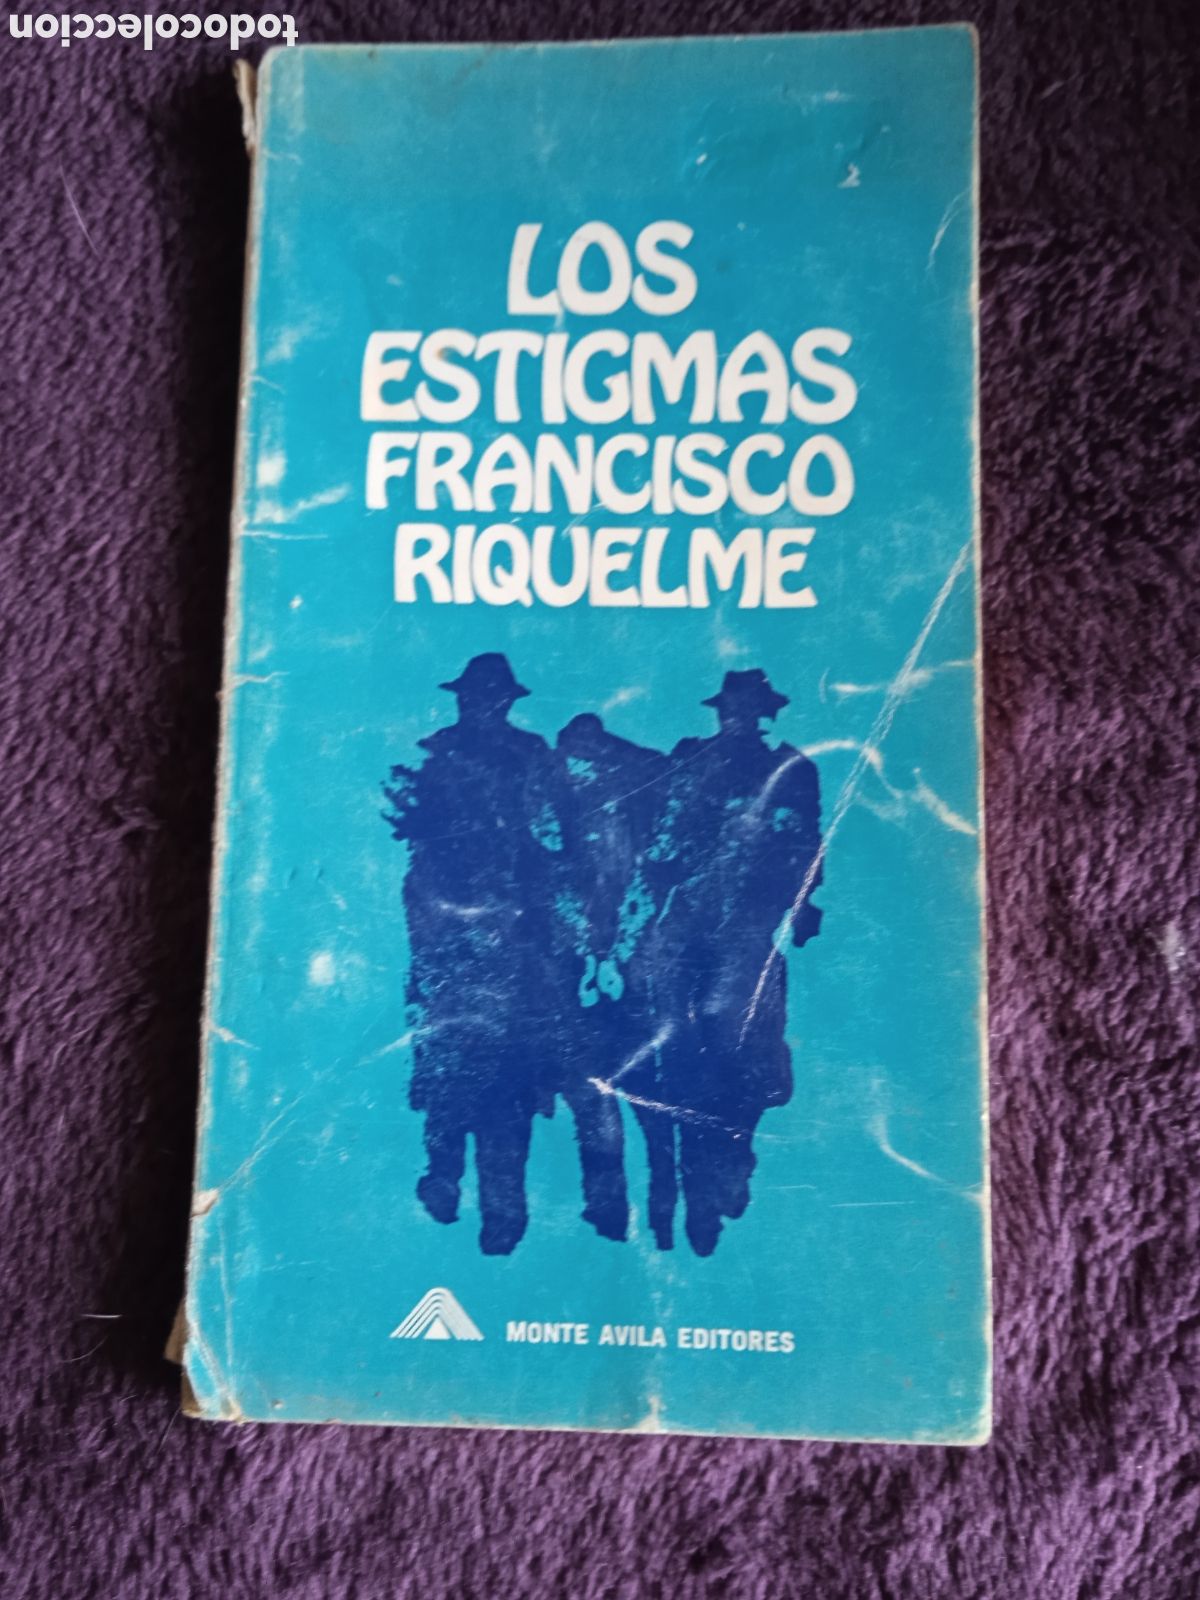 todocoleccion
LOS
ESTIGMAS
FRANCISCO
RIQUELME
MONTE AVILA EDITORES